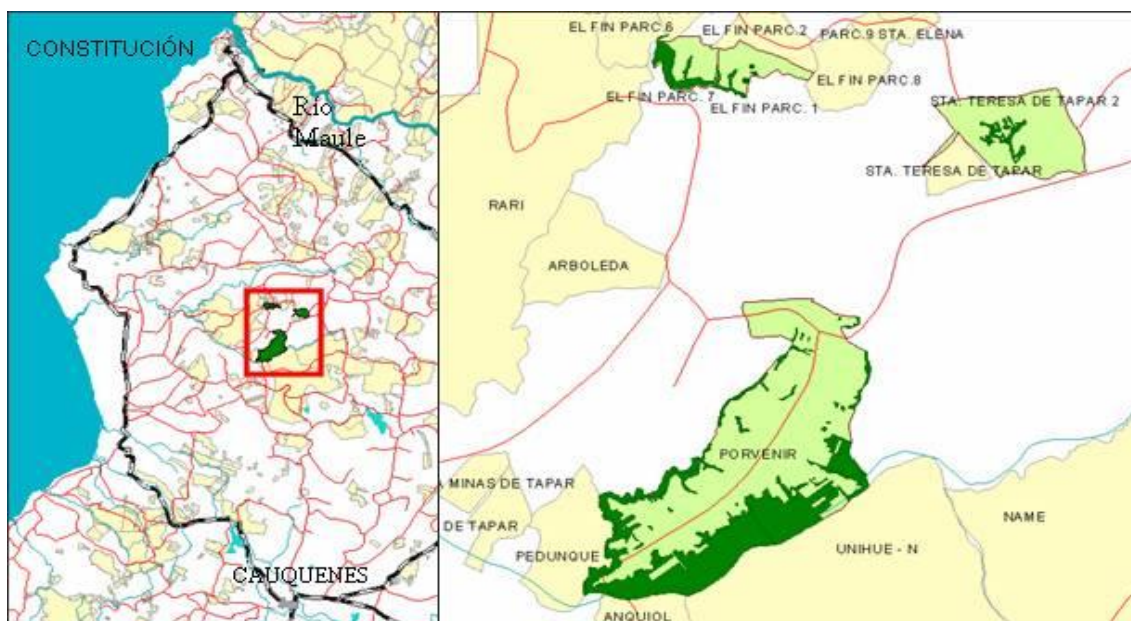 CONSTITUCIÓN
Río
Maule
CAUQUENES
EL FIN PARC.6
EL FIN PARC.2
PARC.9 STA. ELENA
EL FIN PARC.8
EL FIN PARC. 7
EL FIN PARC. 1
STA. TERESA DE TAPAR 2
STA. TERESA DE TAPAR
RARI
ARBOLEDA
PORVENIR
A MINAS DE TAPAR
DE TAPAR
PEDUNQUE
NAME
UNIHUE - N
ANQUIOL